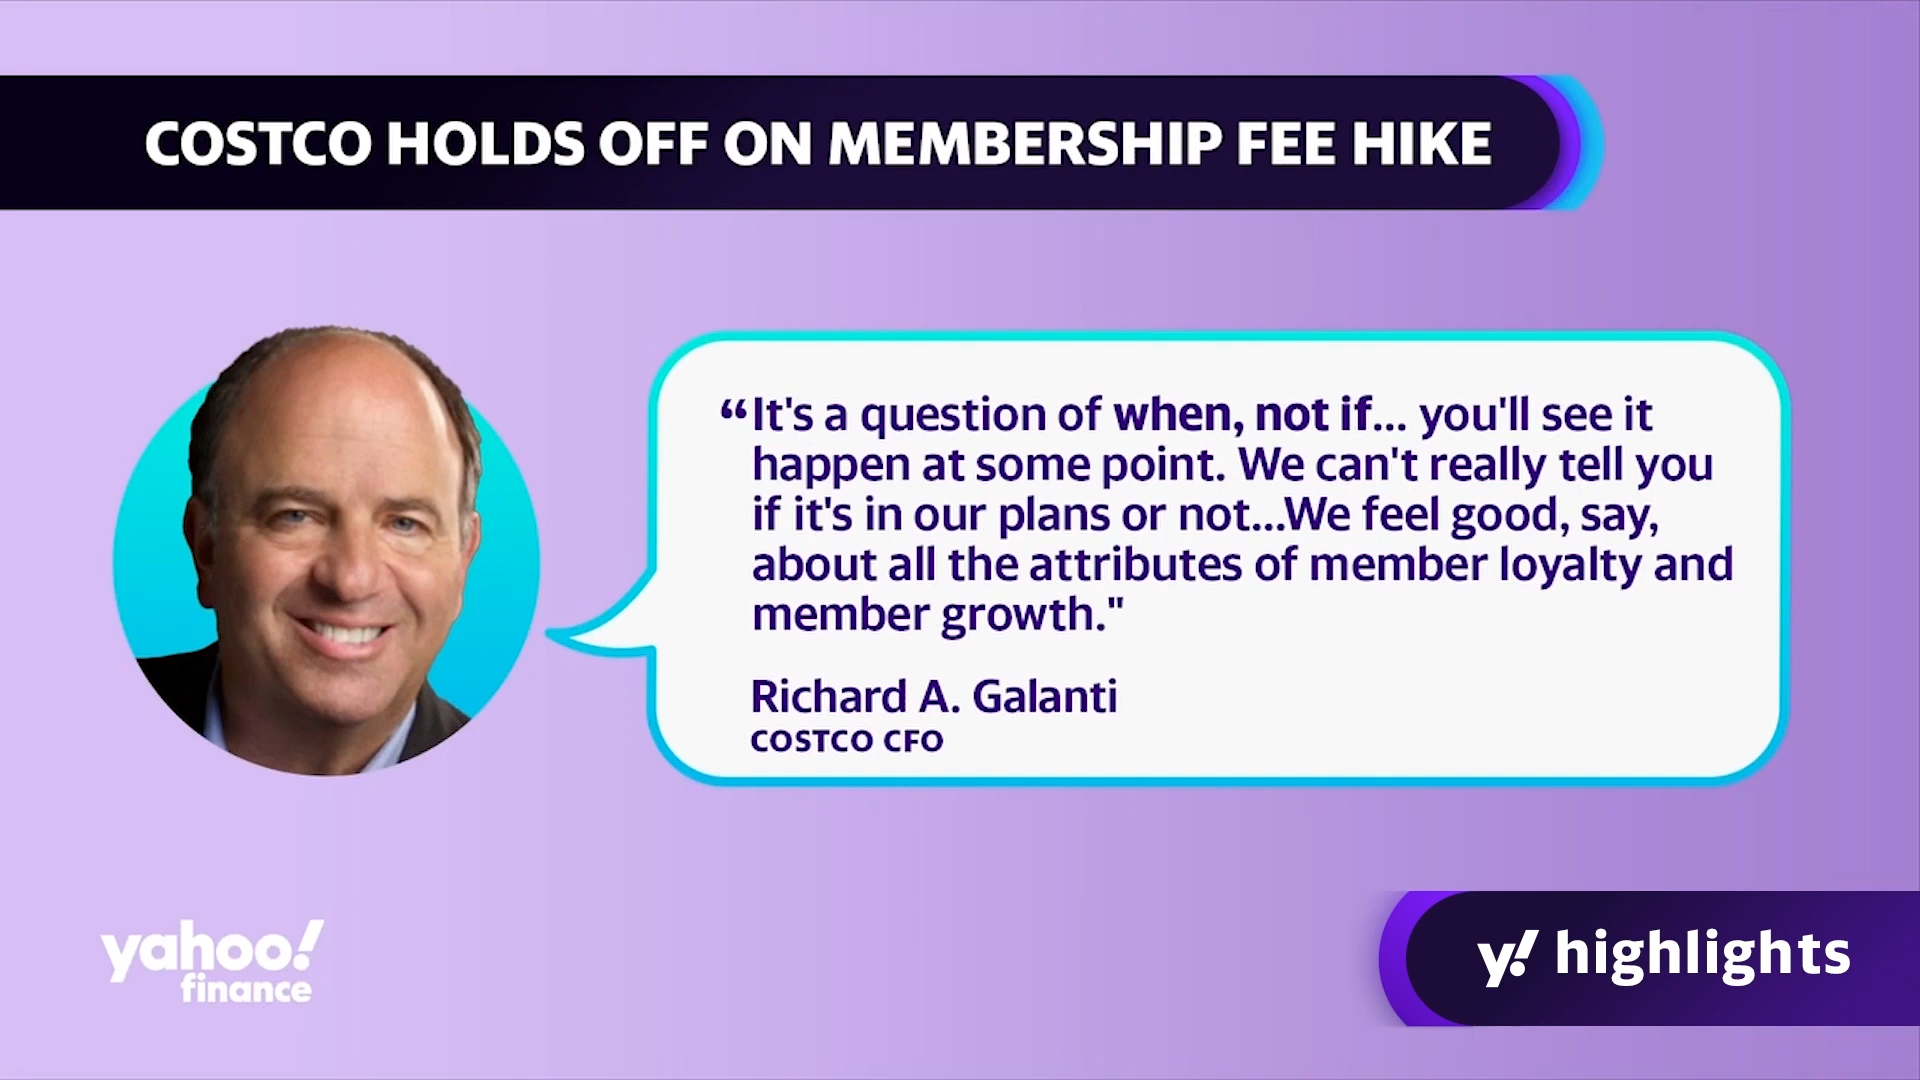 COSTCO HOLDS OFF ON MEMBERSHIP FEE HIKE
“It's a question of when, not if... you'll see it
happen at some point. We can't really tell you
if it's in our plans or not...We feel good, say,
about all the attributes of member loyalty and
member growth."
Richard A. Galanti
COSTCO CFO
yahoo!
finance
y! highlights